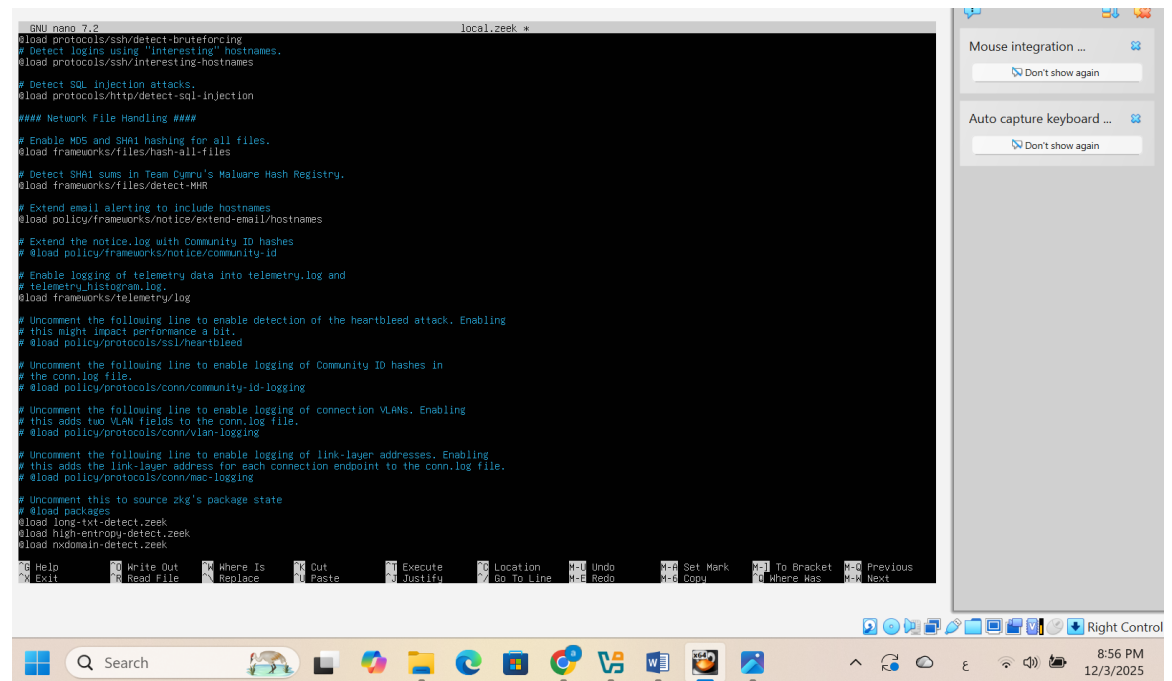 GNU nano 7.2 local.zeek *
@load protocols/ssh/detect-bruteforcing
# Detect logins using "interesting" hostnames.
@load protocols/ssh/interesting-hostnames
# Detect SQL injection attacks.
@load protocols/http/detect-sql-injection
#### Network File Handling ####
# Enable MD5 and SHA1 hashing for all files.
@load frameworks/files/hash-all-files
# Detect SHA1 sums in Team Cymru's Malware Hash Registry.
@load frameworks/files/detect-MHR
# Extend email alerting to include hostnames
@load policy/frameworks/notice/extend-email/hostnames
# Extend the notice.log with Community ID hashes
# @load policy/frameworks/notice/community-id
# Enable logging of telemetry data into telemetry.log and
# telemetry_histogram.log.
@load frameworks/telemetry/log
# Uncomment the following line to enable detection of the heartbleed attack. Enabling
# this might impact performance a bit.
# @load policy/protocols/ssl/heartbleed
# Uncomment the following line to enable logging of Community ID hashes in
# the conn.log file.
# @load policy/protocols/conn/community-id-logging
# Uncomment the following line to enable logging of connection VLANs. Enabling
# this adds two VLAN fields to the conn.log file.
# @load policy/protocols/conn/vlan-logging
# Uncomment the following line to enable logging of link-layer addresses. Enabling
# this adds the link-layer address for each connection endpoint to the conn.log file.
# @load policy/protocols/conn/mac-logging
# Uncomment this to source zkg's package state
# @load packages
@load long-txt-detect.zeek
@load high-entropy-detect.zeek
@load nxdomain-detect.zeek
^G Help ^O Write Out ^W Where Is ^K Cut ^T Execute ^C Location M-U Undo M-A Set Mark M-] To Bracket M-Q Previous
^X Exit ^R Read File ^\ Replace ^U Paste ^J Justify ^/ Go To Line M-E Redo M-6 Copy ^Q Where Was M-W Next
Mouse integration ...
Don't show again
Auto capture keyboard ...
Don't show again
Right Control
Search
ع
8:56 PM
12/3/2025